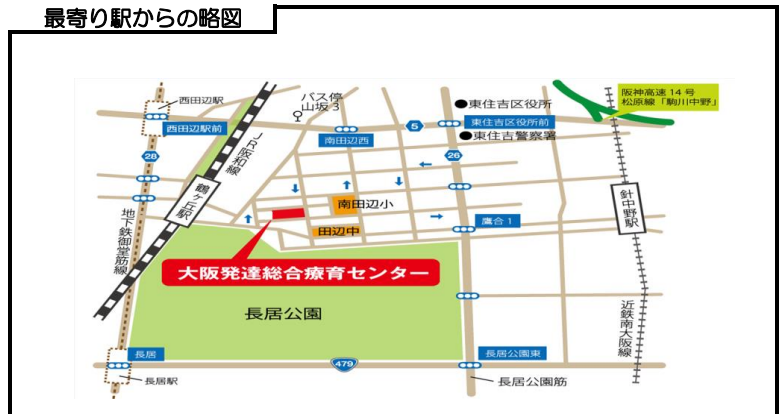 最寄り駅からの略図
西田辺駅
バス停
山坂3
●東住吉区役所
阪神高速14号
松原線「駒川中野」
西田辺駅前
南田辺西
5
東住吉区役所前
●東住吉警察署
JR阪和線
28
26
鶴ヶ丘駅
南田辺小
針中野駅
田辺中
鷹合1
地下鉄御堂筋線
大阪発達総合療育センター
長居公園
近鉄南大阪線
長居
479
長居公園東
長居駅
長居公園筋